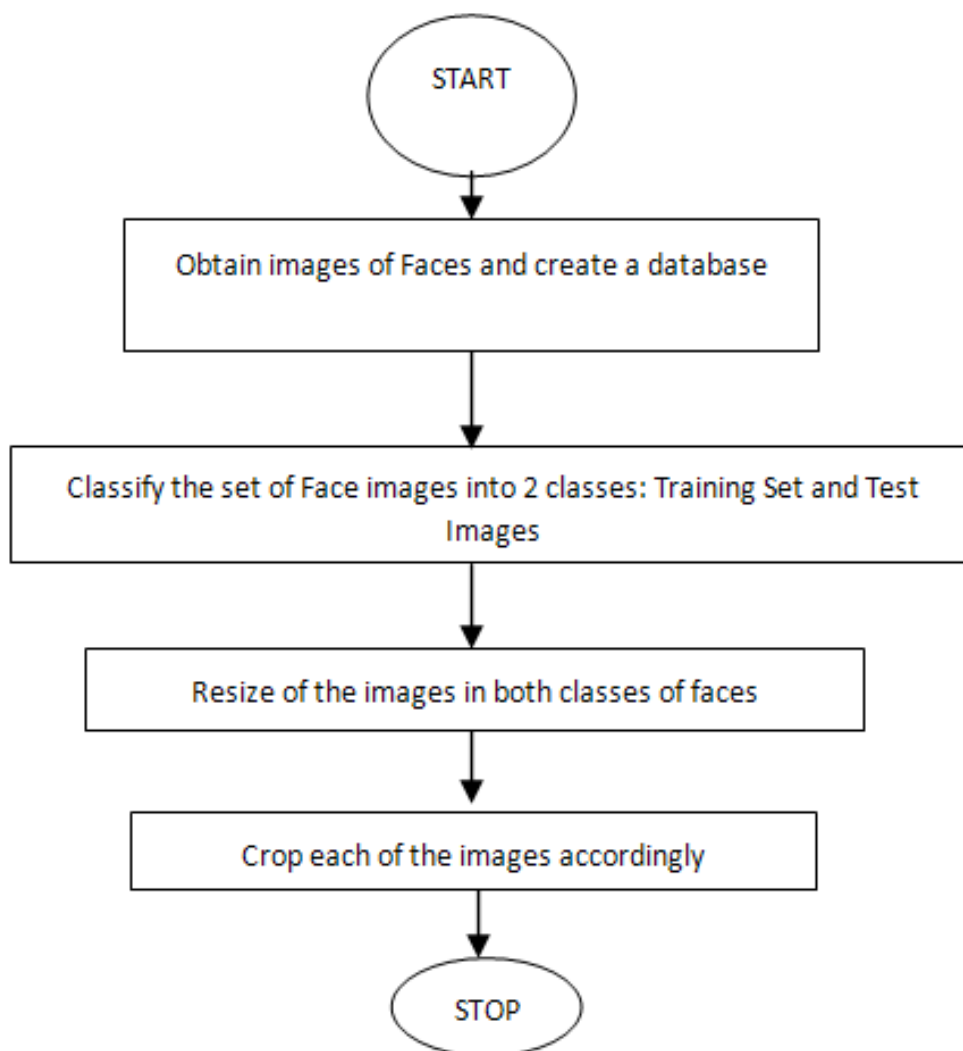 START
Obtain images of Faces and create a database
Classify the set of Face images into 2 classes: Training Set and Test
Images
Resize of the images in both classes of faces
Crop each of the images accordingly
STOP